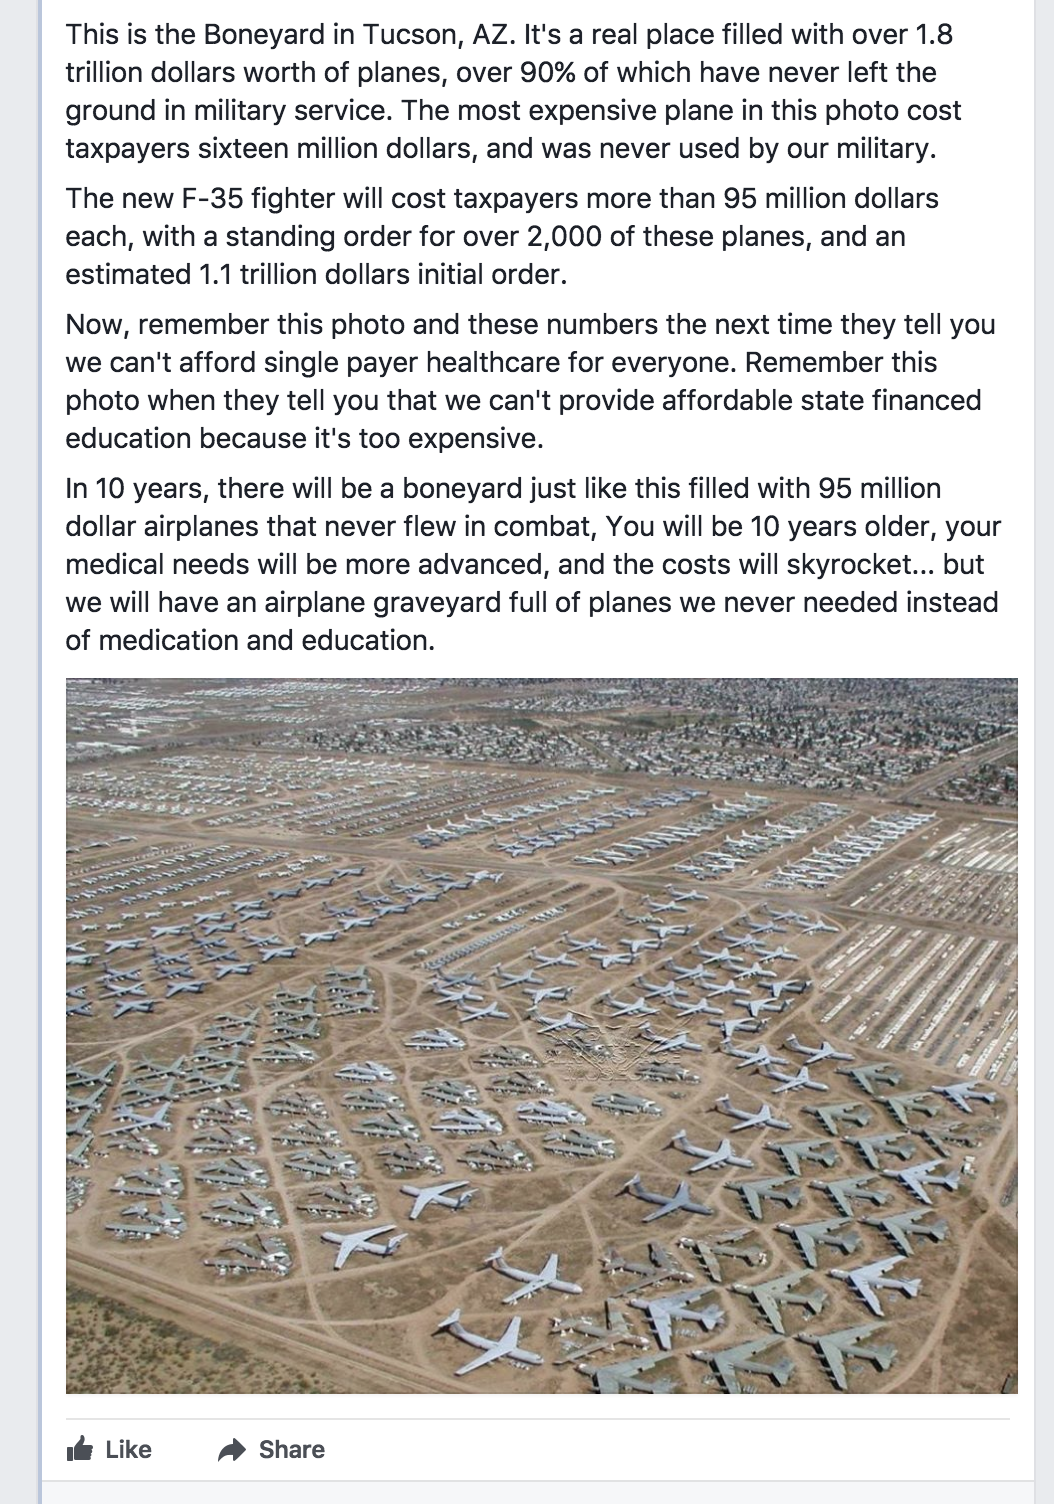 This is the Boneyard in Tucson, AZ. It's a real place filled with over 1.8
trillion dollars worth of planes, over 90% of which have never left the
ground in military service. The most expensive plane in this photo cost
taxpayers sixteen million dollars, and was never used by our military.
The new F-35 fighter will cost taxpayers more than 95 million dollars
each, with a standing order for over 2,000 of these planes, and an
estimated 1.1 trillion dollars initial order.
Now, remember this photo and these numbers the next time they tell you
we can't afford single payer healthcare for everyone. Remember this
photo when they tell you that we can't provide affordable state financed
education because it's too expensive.
In 10 years, there will be a boneyard just like this filled with 95 million
dollar airplanes that never flew in combat, You will be 10 years older, your
medical needs will be more advanced, and the costs will skyrocket... but
we will have an airplane graveyard full of planes we never needed instead
of medication and education.
Like
Share